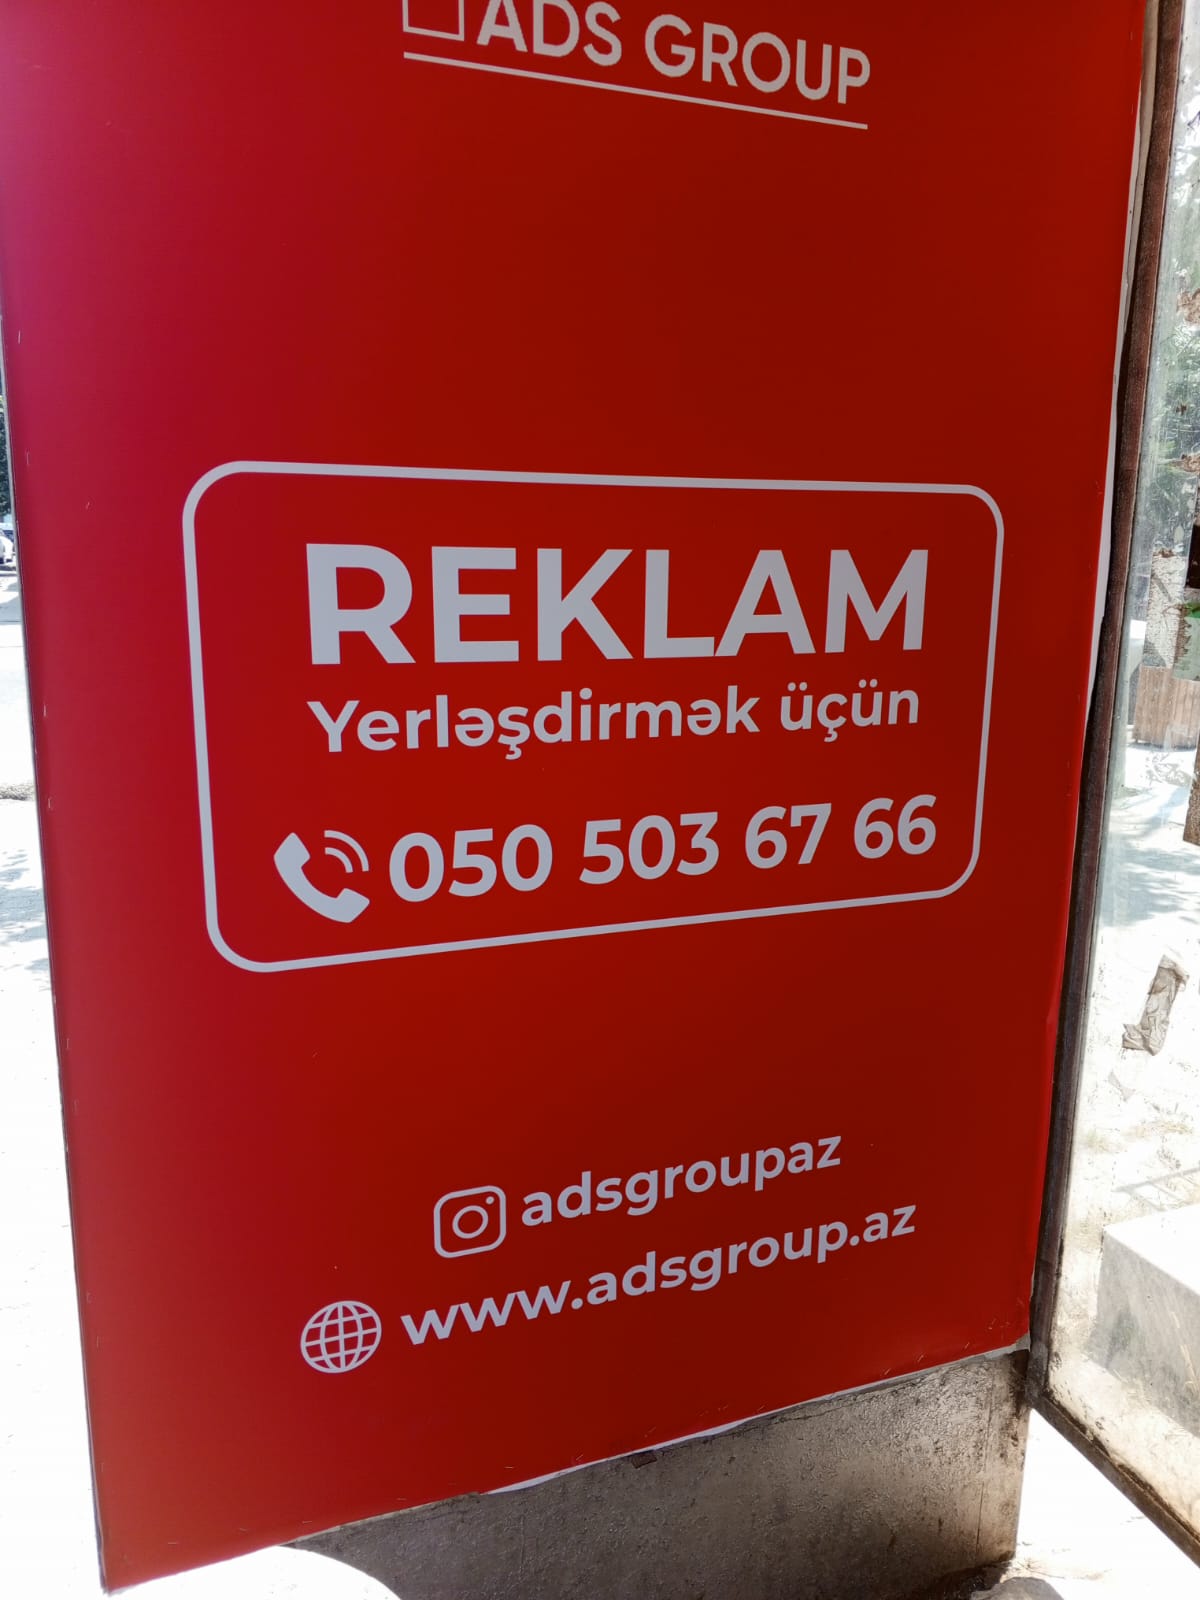 ADS GROUP
REKLAM
Yerləşdirmək üçün
050 503 67 66
adsgroupaz
www.adsgroup.az